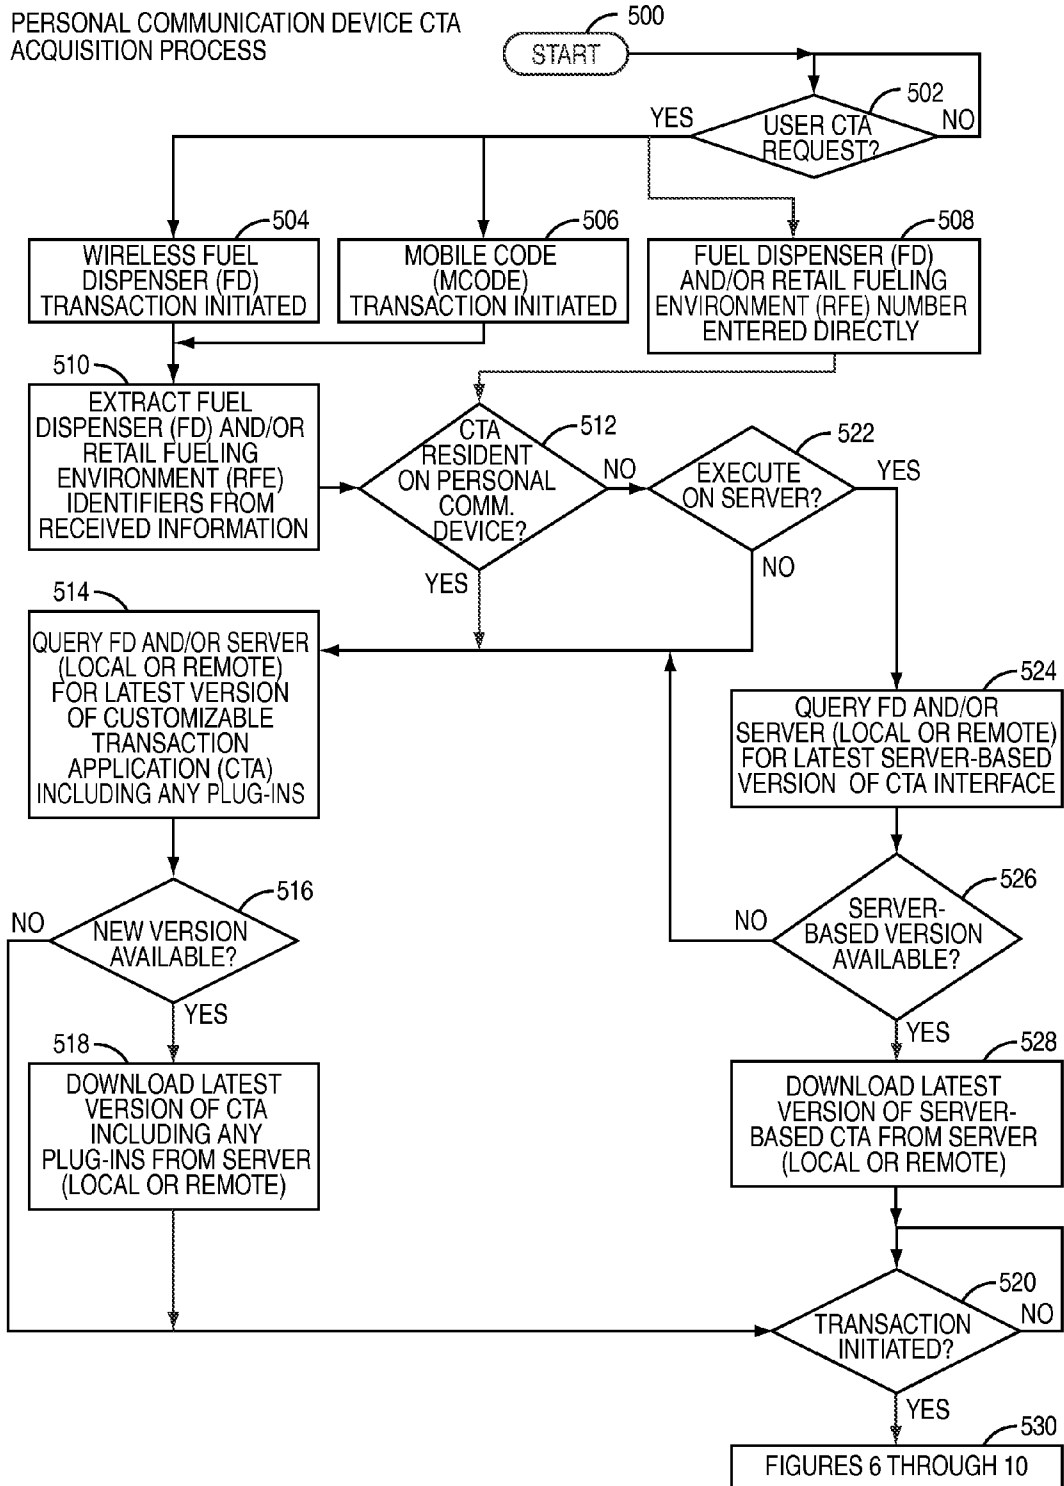 PERSONAL COMMUNICATION DEVICE CTA
ACQUISITION PROCESS
500
START
502
YES
USER CTA
REQUEST?
NO
504
WIRELESS FUEL
DISPENSER (FD)
TRANSACTION INITIATED
506
MOBILE CODE
(MCODE)
TRANSACTION INITIATED
508
FUEL DISPENSER (FD)
AND/OR RETAIL FUELING
ENVIRONMENT (RFE) NUMBER
ENTERED DIRECTLY
510
EXTRACT FUEL
DISPENSER (FD) AND/OR
RETAIL FUELING
ENVIRONMENT (RFE)
IDENTIFIERS FROM
RECEIVED INFORMATION
512
CTA
RESIDENT
ON PERSONAL
COMM.
DEVICE?
NO
YES
522
EXECUTE
ON SERVER?
YES
NO
514
QUERY FD AND/OR SERVER
(LOCAL OR REMOTE)
FOR LATEST VERSION
OF CUSTOMIZABLE
TRANSACTION
APPLICATION (CTA)
INCLUDING ANY PLUG-INS
524
QUERY FD AND/OR
SERVER (LOCAL OR REMOTE)
FOR LATEST SERVER-BASED
VERSION OF CTA INTERFACE
516
NO
NEW VERSION
AVAILABLE?
YES
526
NO
SERVER-
BASED VERSION
AVAILABLE?
YES
518
DOWNLOAD LATEST
VERSION OF CTA
INCLUDING ANY
PLUG-INS FROM SERVER
(LOCAL OR REMOTE)
528
DOWNLOAD LATEST
VERSION OF SERVER-
BASED CTA FROM SERVER
(LOCAL OR REMOTE)
520
TRANSACTION
INITIATED?
NO
YES
530
FIGURES 6 THROUGH 10